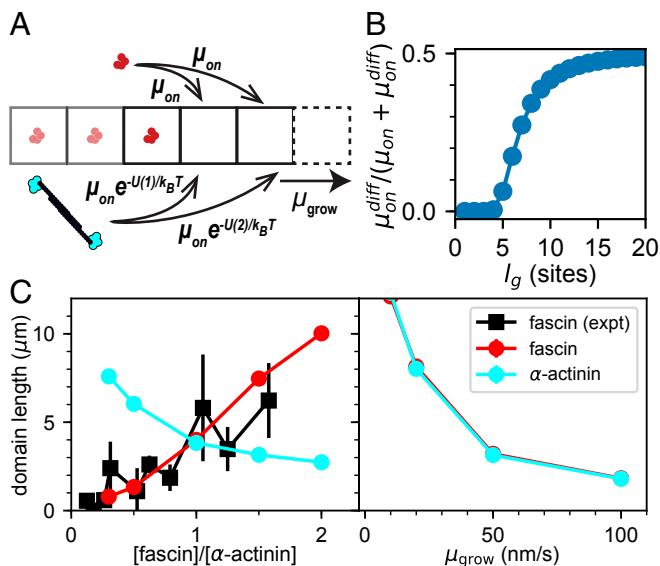 A
μ_on
μ_on
μ_on e^{-U(1)/k_BT}
μ_on e^{-U(2)/k_BT}
μ_grow
B
μ_on^{diff}/(μ_on + μ_on^{diff})
0.5
0.0
0 5 10 15 20
l_g (sites)
C
domain length (μm)
10
5
0
0 1 2
[fascin]/[α-actinin]
fascin (expt)
fascin
α-actinin
0 50 100
μ_grow (nm/s)